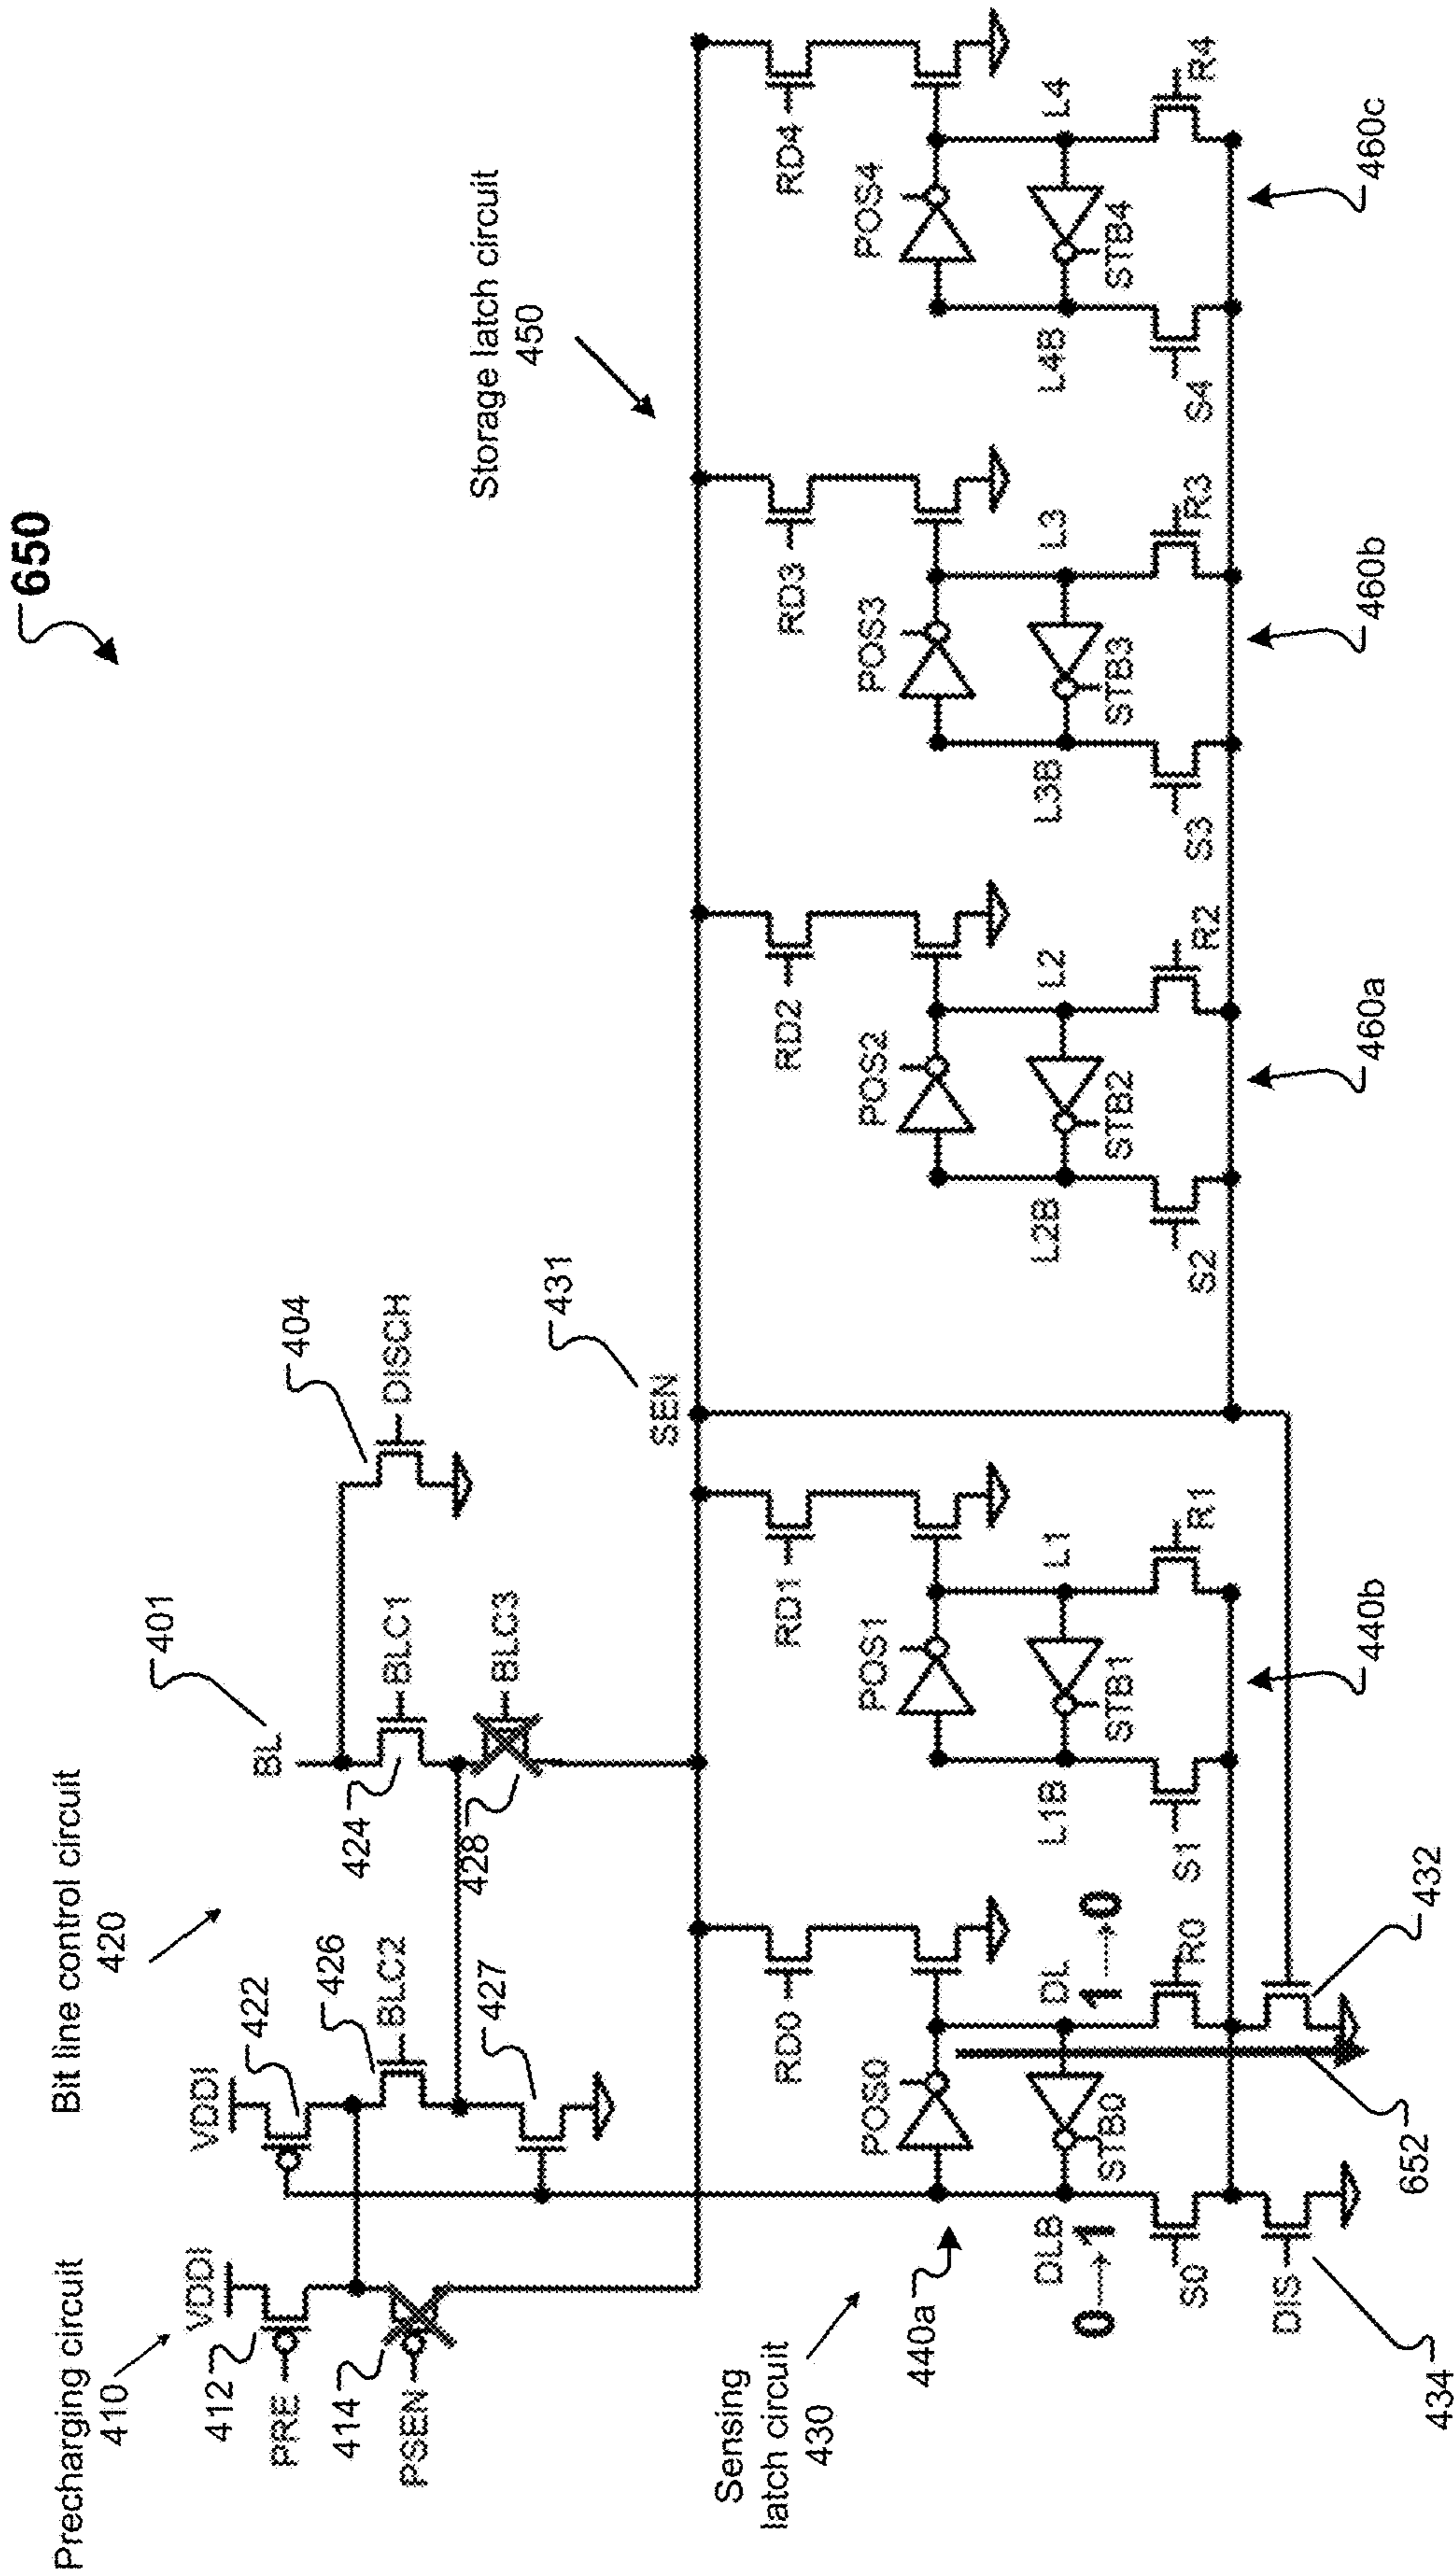 650
Precharging circuit
410
Bit line control circuit
420
Storage latch circuit
450
VDDI
VDDI
412
422
PRE
414
PSEN
426
BLC2
427
BL
401
424
BLC1
428
BLC3
404
DISCH
SEN
431
Sensing
latch circuit
430
440a
RD0
POS0
DL
1→0
STB0
DLB
0→1
S0
R0
DIS
434
652
432
RD1
POS1
L1
STB1
L1B
S1
R1
440b
RD2
POS2
L2
STB2
L2B
S2
R2
460a
RD3
POS3
L3
STB3
L3B
S3
R3
460b
RD4
POS4
L4
STB4
L4B
S4
R4
460c